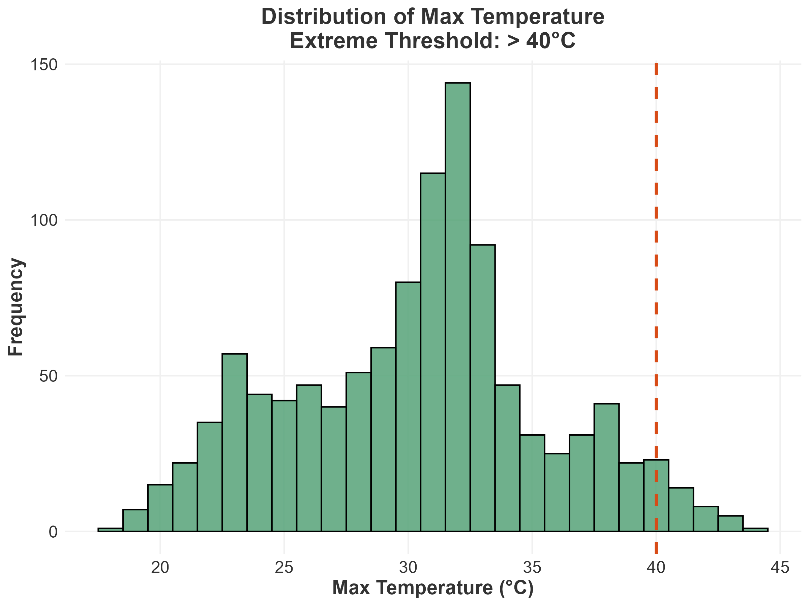 Distribution of Max Temperature
Extreme Threshold: > 40°C
150
100
50
0
Frequency
20 25 30 35 40 45
Max Temperature (°C)